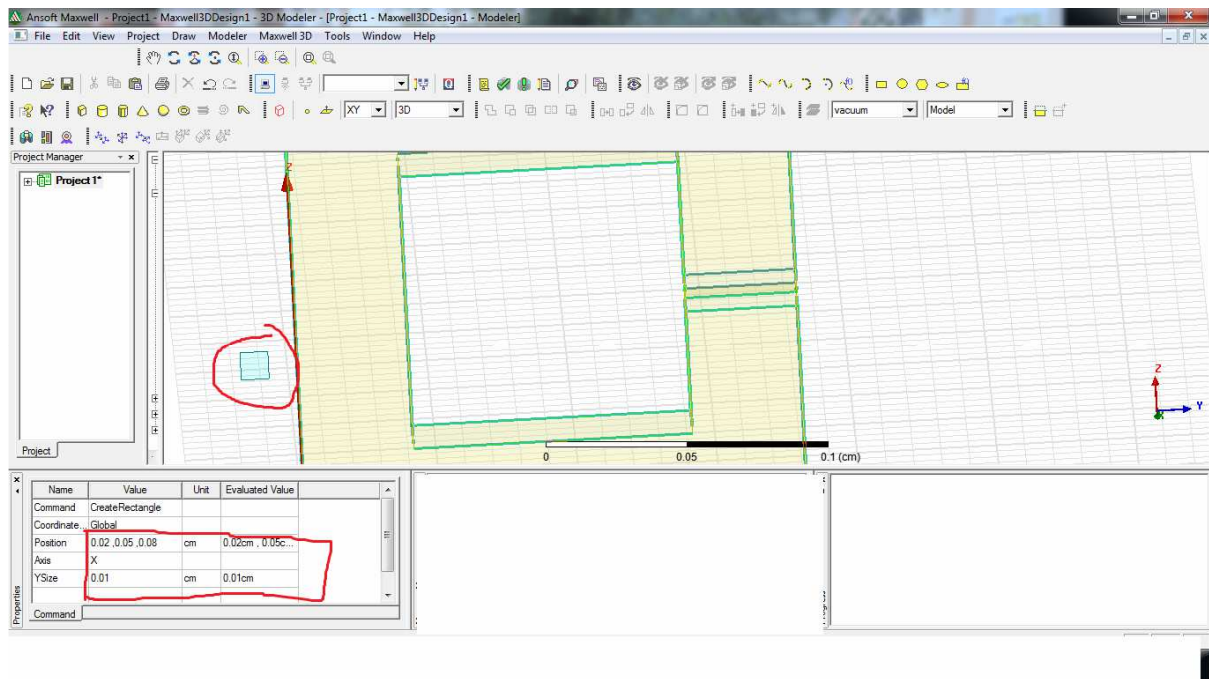 Ansoft Maxwell - Project1 - Maxwell3DDesign1 - 3D Modeler - [Project1 - Maxwell3DDesign1 - Modeler]
File Edit View Project Draw Modeler Maxwell 3D Tools Window Help
XY 3D vacuum Model
Project Manager
Project1*
Z
Z
Y
0 0.05 0.1 (cm)
Project
Name Value Unit Evaluated Value
Command CreateRectangle
Coordinate... Global
Position 0.02 ,0.05 ,0.08 cm 0.02cm , 0.05c...
Axis X
YSize 0.01 cm 0.01cm
Command
Properties